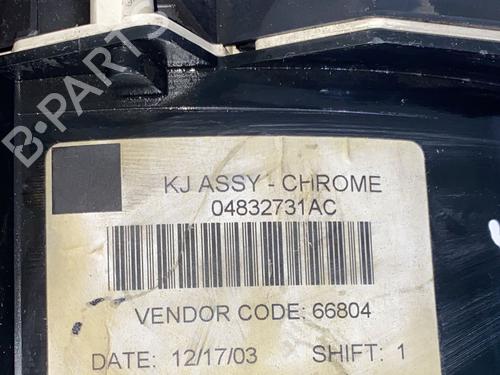 B-PARTS
KJ ASSY - CHROME
04832731AC
VENDOR CODE: 66804
DATE: 12/17/03 SHIFT: 1